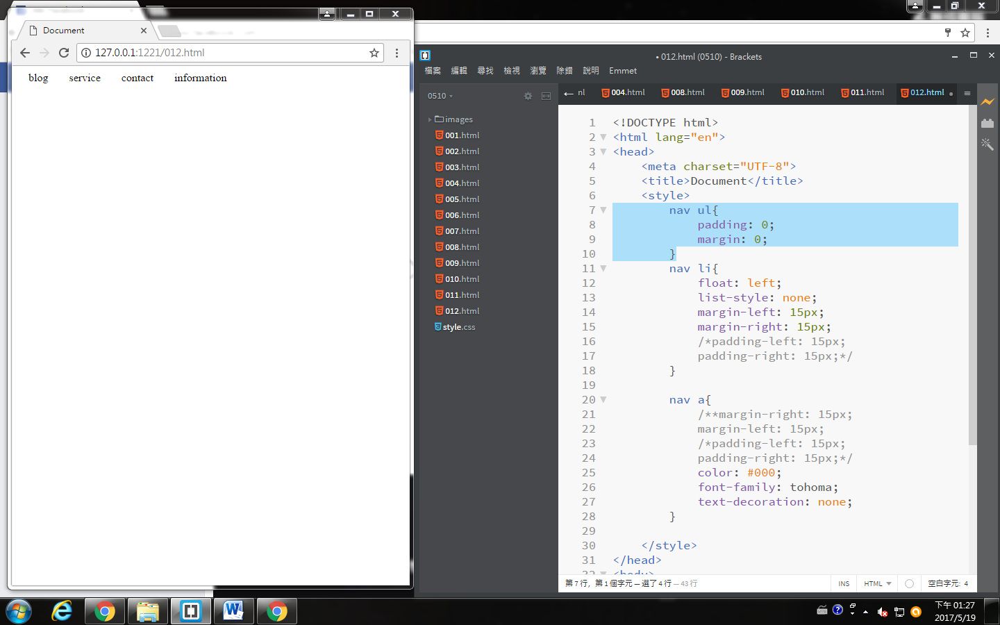 Document
127.0.0.1:1221/012.html
blog service contact information
• 012.html (0510) - Brackets
檔案 編輯 尋找 檢視 瀏覽 除錯 說明 Emmet
0510
images
001.html
002.html
003.html
004.html
005.html
006.html
007.html
008.html
009.html
010.html
011.html
012.html
style.css
nl 004.html 008.html 009.html 010.html 011.html 012.html
1 <!DOCTYPE html>
2 <html lang="en">
3 <head>
4 <meta charset="UTF-8">
5 <title>Document</title>
6 <style>
7 nav ul{
8 padding: 0;
9 margin: 0;
10 }
11 nav li{
12 float: left;
13 list-style: none;
14 margin-left: 15px;
15 margin-right: 15px;
16 /*padding-left: 15px;
17 padding-right: 15px;*/
18 }
19
20 nav a{
21 /**margin-right: 15px;
22 margin-left: 15px;
23 /*padding-left: 15px;
24 padding-right: 15px;*/
25 color: #000;
26 font-family: tohoma;
27 text-decoration: none;
28 }
29
30 </style>
31 </head>
32 <body>
第 7 行, 第 1 個字元 — 選了 4 行 — 43 行 INS HTML 空白字元: 4
下午 01:27
2017/5/19